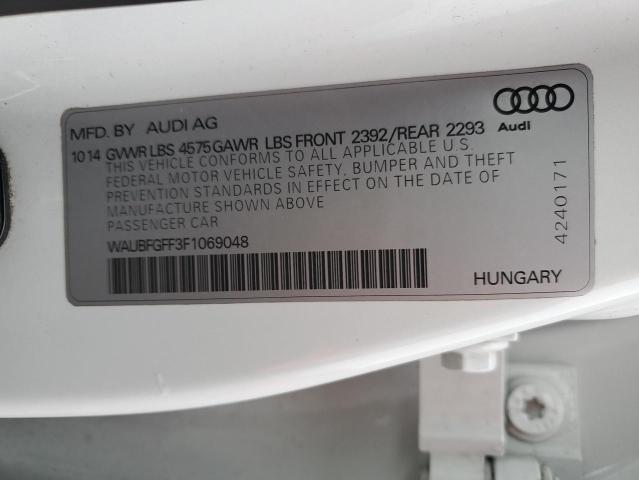 MFD. BY AUDI AG
10 14 GVWR LBS 4575 GAWR LBS FRONT 2392/REAR 2293
THIS VEHICLE CONFORMS TO ALL APPLICABLE U.S.
FEDERAL MOTOR VEHICLE SAFETY, BUMPER AND THEFT
PREVENTION STANDARDS IN EFFECT ON THE DATE OF
MANUFACTURE SHOWN ABOVE
PASSENGER CAR
WAUBFGFF3F1069048
Audi
4240171
HUNGARY